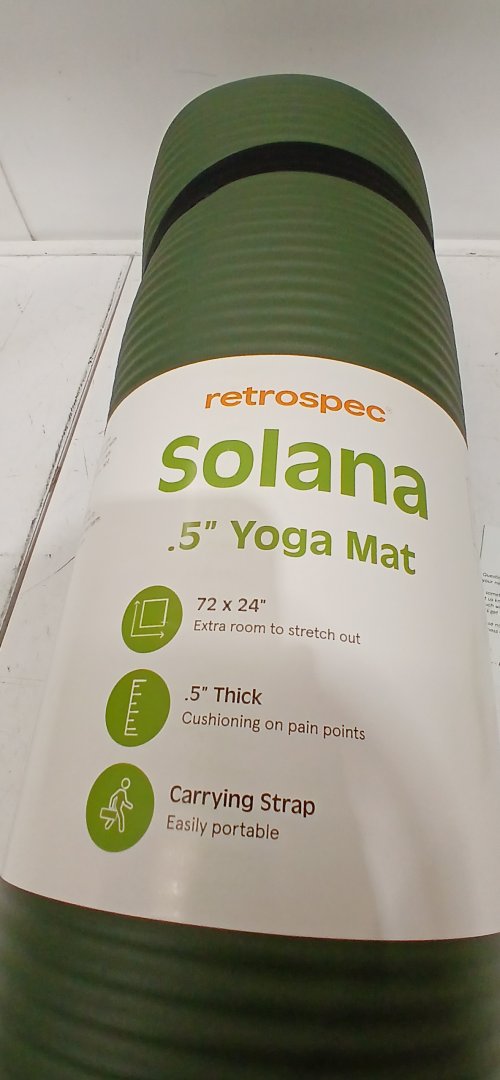 retrospec
Solana
.5" Yoga Mat
72 x 24"
Extra room to stretch out
.5" Thick
Cushioning on pain points
Carrying Strap
Easily portable